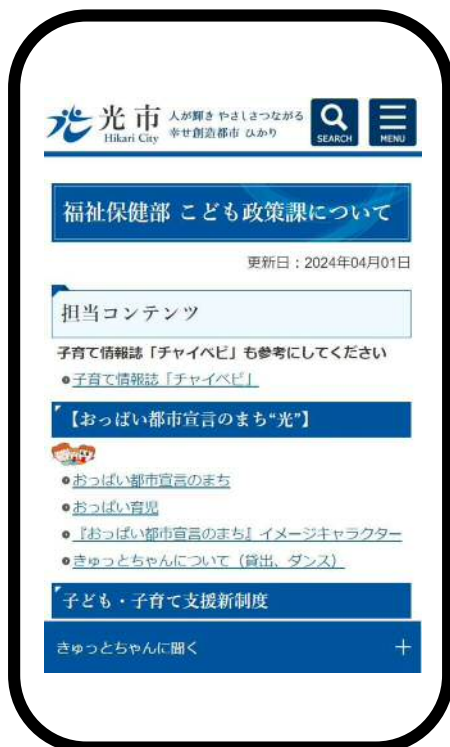 光市
Hikari City
人が輝き やさしさつながる
幸せ創造都市 ひかり
SEARCH
MENU
福祉保健部 こども政策課について
更新日：2024年04月01日
担当コンテンツ
子育て情報誌「チャイベビ」も参考にしてください
子育て情報誌「チャイベビ」
【おっぱい都市宣言のまち“光”】
おっぱい都市宣言のまち
おっぱい育児
『おっぱい都市宣言のまち』イメージキャラクター
きゅっとちゃんについて（貸出、ダンス）
子ども・子育て支援新制度
きゅっとちゃんに聞く